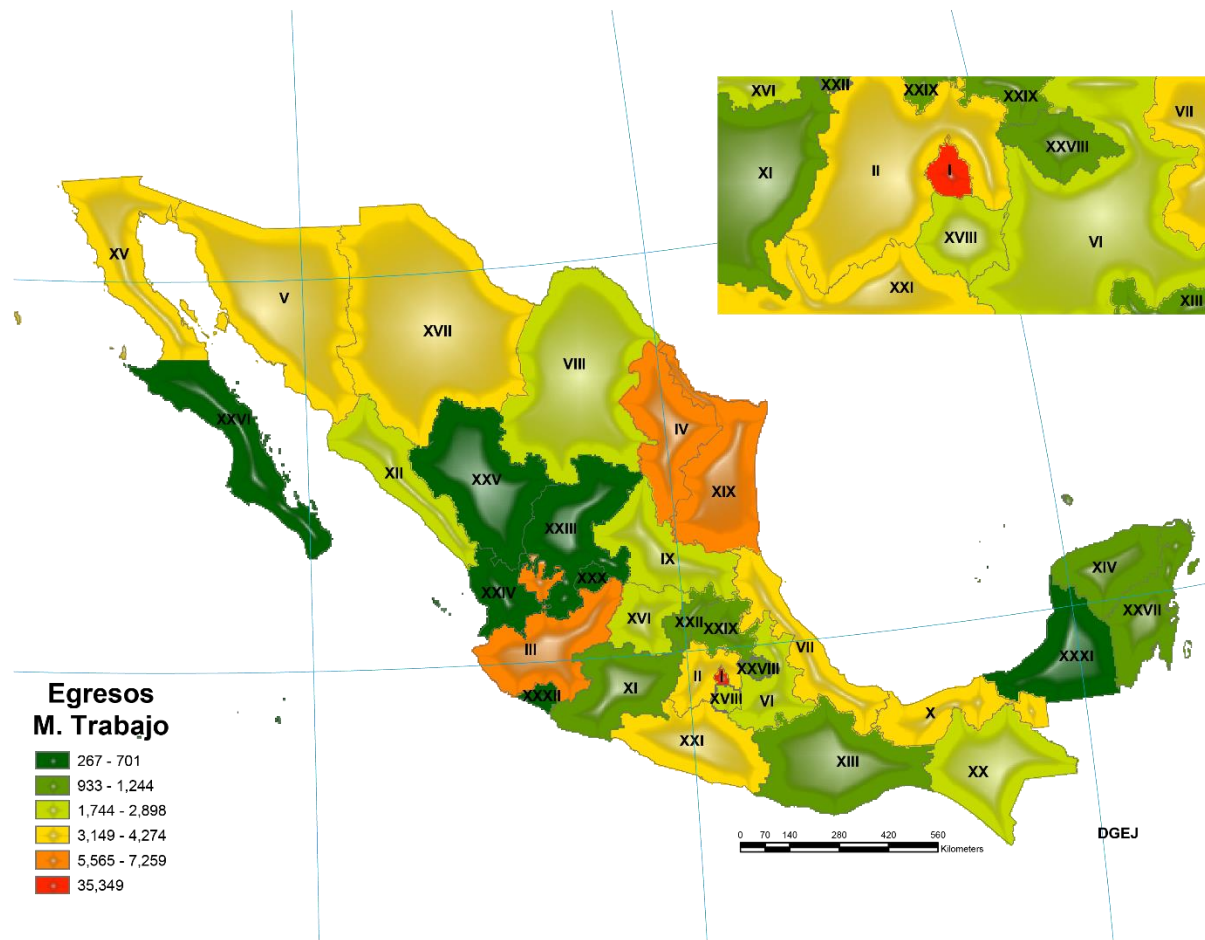 XVI
XXII
XXIX
XXIX
VII
XXVIII
XI
II
I
XVIII
VI
XXI
XIII
XV
V
XVII
VIII
XXVI
IV
XII
XXV
XIX
XXIII
IX
XXIV
XXX
XIV
XXVII
XVI
XXII
XXIX
III
VII
XXXI
XXXII
XI
II
I
XXVIII
XVIII
VI
X
XXI
XIII
XX
Egresos
M. Trabajo
267 - 701
933 - 1,244
1,744 - 2,898
3,149 - 4,274
5,565 - 7,259
35,349
0 70 140 280 420 560
Kilometers
DGEJ